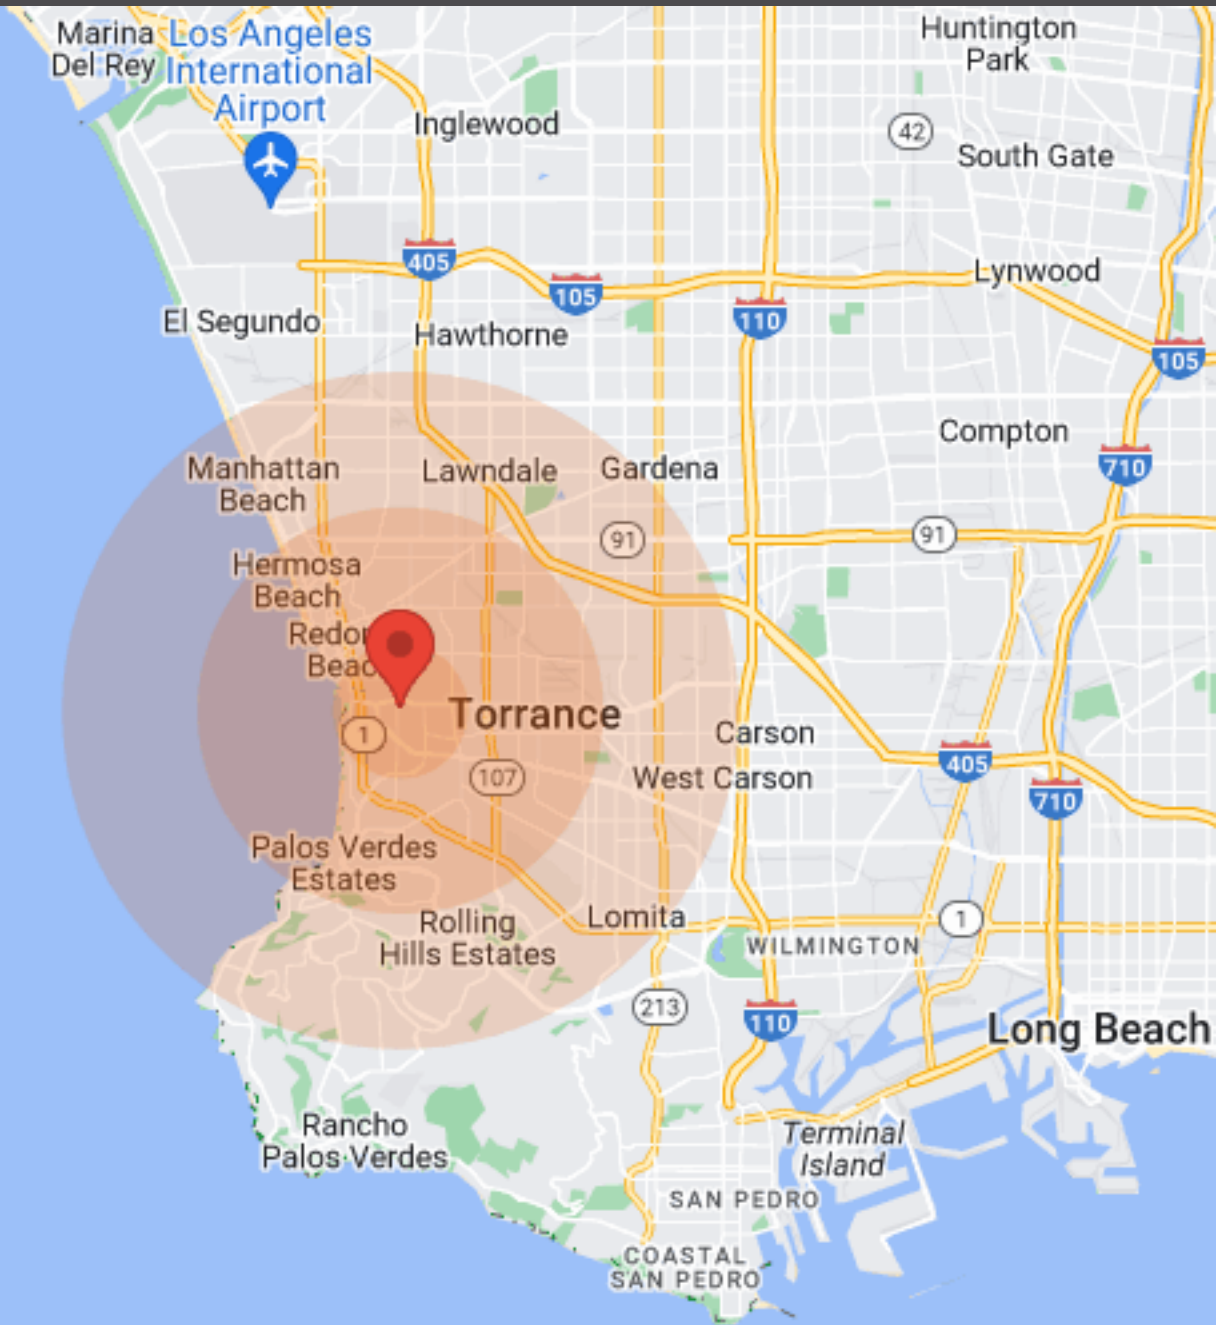 Marina
Del Rey
Los Angeles
International
Airport
Huntington
Park
Inglewood
42
South Gate
405
105
Lynwood
110
El Segundo
Hawthorne
105
Compton
710
Manhattan
Beach
Lawndale
Gardena
91
91
Hermosa
Beach
Redon
Beac
Torrance
1
107
Carson
West Carson
405
710
Palos Verdes
Estates
Rolling
Hills Estates
Lomita
1
WILMINGTON
213
110
Long Beach
Rancho
Palos Verdes
Terminal
Island
SAN PEDRO
COASTAL
SAN PEDRO